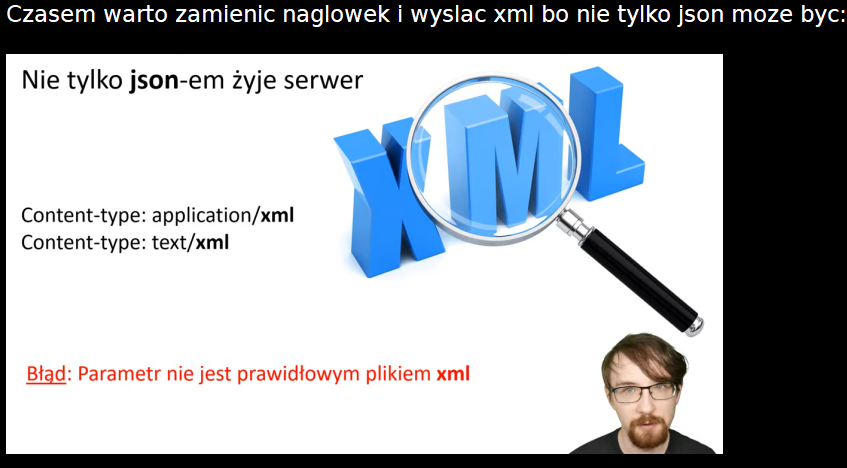 Czasem warto zamienic naglowek i wyslac xml bo nie tylko json moze byc:
Nie tylko json-em żyje serwer
XML
Content-type: application/xml
Content-type: text/xml
Błąd: Parametr nie jest prawidłowym plikiem xml